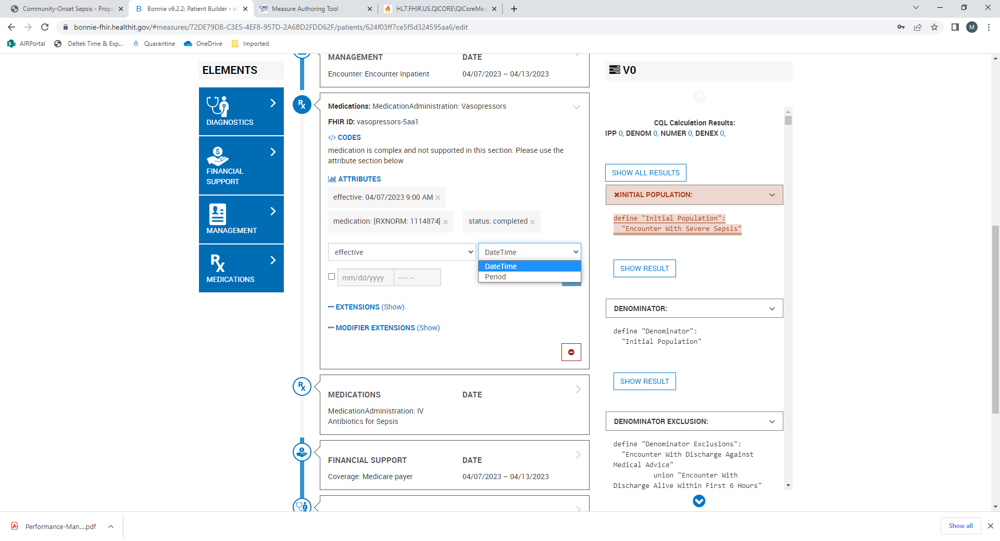 Community-Onset Sepsis - Propo
Bonnie v6.2.2: Patient Builder - v0
Measure Authoring Tool
HL7.FHIR.US.QICORE\QICoreMed
bonnie-fhir.healthit.gov/#measures/72DE79D8-C3E5-4EF8-957D-2A6BD2FDD62F/patients/624f03ff7ce5f5d324595aa6/edit
M
AIRPortal
Deltek Time & Exp...
Quarantine
OneDrive
Imported
ELEMENTS
DIAGNOSTICS
FINANCIAL
SUPPORT
MANAGEMENT
Rx
MEDICATIONS
MANAGEMENT DATE
Encounter: Encounter Inpatient 04/07/2023 – 04/13/2023
Rx
Medications: MedicationAdministration: Vasopressors
FHIR ID: vasopressors-5aa1
</> CODES
medication is complex and not supported in this section. Please use the
attribute section below
ATTRIBUTES
effective: 04/07/2023 9:00 AM ×
medication: [RXNORM: 1114874] × status: completed ×
effective DateTime
DateTime
Period
mm/dd/yyyy --:-- --
EXTENSIONS (Show)
MODIFIER EXTENSIONS (Show)
Rx
MEDICATIONS DATE
MedicationAdministration: IV
Antibiotics for Sepsis
FINANCIAL SUPPORT DATE
Coverage: Medicare payer 04/07/2023 – 04/13/2023
V0
CQL Calculation Results:
IPP 0, DENOM 0, NUMER 0, DENEX 0,
SHOW ALL RESULTS
INITIAL POPULATION:
define "Initial Population":
"Encounter With Severe Sepsis"
SHOW RESULT
DENOMINATOR:
define "Denominator":
"Initial Population"
SHOW RESULT
DENOMINATOR EXCLUSION:
define "Denominator Exclusions":
"Encounter With Discharge Against
Medical Advice"
union "Encounter With
Discharge Alive Within First 6 Hours"
Performance-Man....pdf
Show all